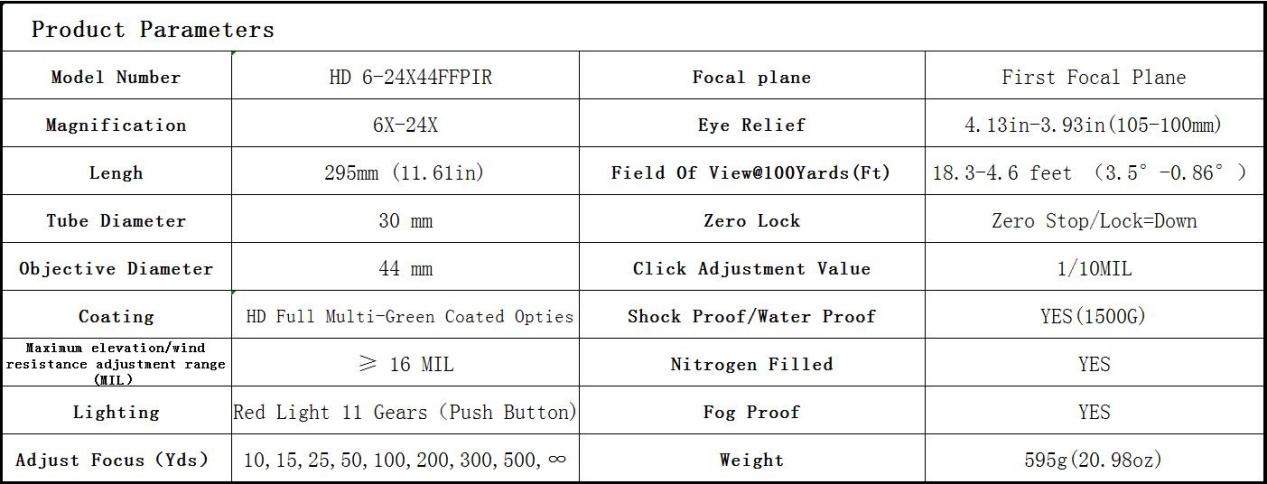 Product Parameters
Model Number HD 6-24X44FFPIR Focal plane First Focal Plane
Magnification 6X-24X Eye Relief 4.13in-3.93in(105-100mm)
Lengh 295mm (11.61in) Field Of View@100Yards(Ft) 18.3-4.6 feet （3.5°-0.86°）
Tube Diameter 30 mm Zero Lock Zero Stop/Lock=Down
Objective Diameter 44 mm Click Adjustment Value 1/10MIL
Coating HD Full Multi-Green Coated Opties Shock Proof/Water Proof YES(1500G)
Maximum elevation/wind
resistance adjustment range
(MIL) ≥ 16 MIL Nitrogen Filled YES
Lighting Red Light 11 Gears（Push Button) Fog Proof YES
Adjust Focus（Yds） 10,15,25,50,100,200,300,500,∞ Weight 595g(20.98oz)